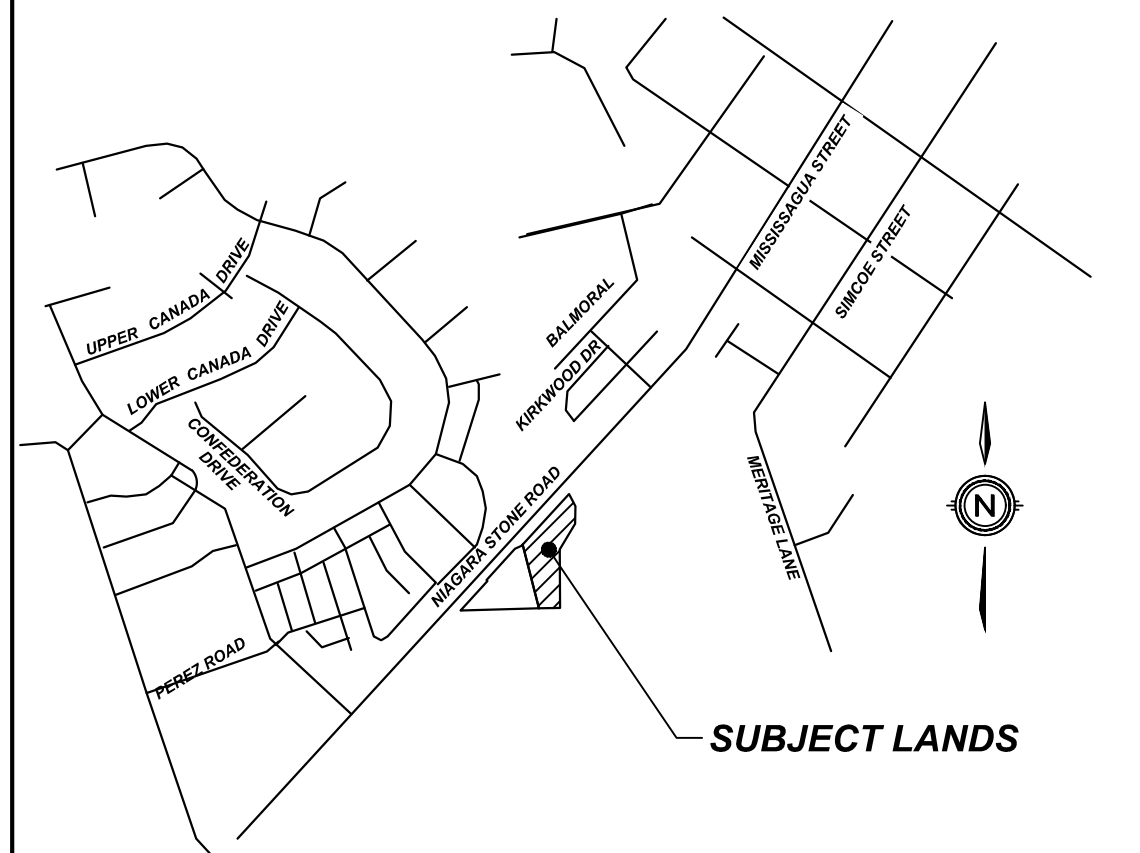 MISSISSAGUA STREET
SIMCOE STREET
UPPER CANADA DRIVE
LOWER CANADA DRIVE
BALMORAL
KIRKWOOD DR
CONFEDERATION
DRIVE
NIAGARA STONE ROAD
MERITAGE LANE
N
PEREZ ROAD
SUBJECT LANDS